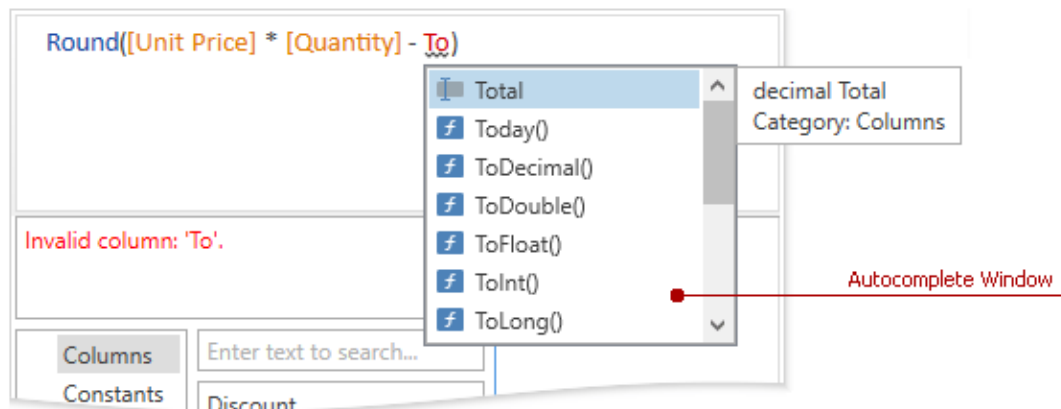 Round([Unit Price] * [Quantity] - To)
Total
Today()
ToDecimal()
ToDouble()
ToFloat()
ToInt()
ToLong()
decimal Total
Category: Columns
Invalid column: 'To'.
Autocomplete Window
Columns
Constants
Enter text to search...
Discount